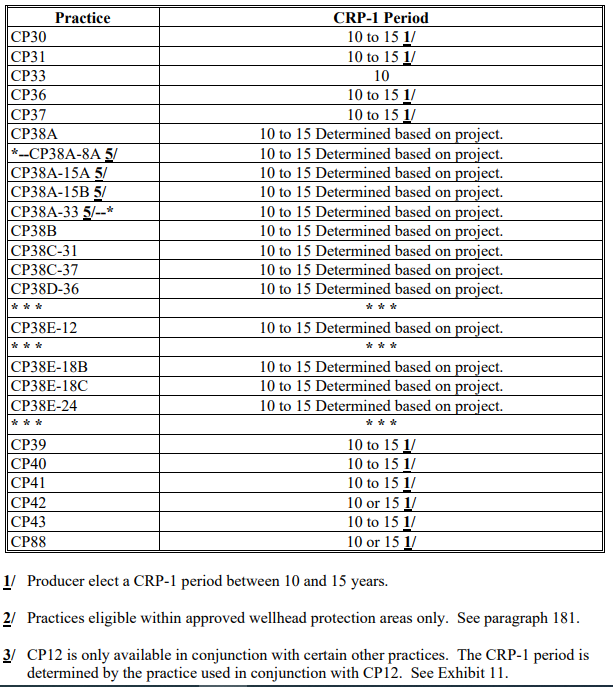 Practice CRP-1 Period
CP30 10 to 15 1/
CP31 10 to 15 1/
CP33 10
CP36 10 to 15 1/
CP37 10 to 15 1/
CP38A 10 to 15 Determined based on project.
*--CP38A-8A 5/ 10 to 15 Determined based on project.
CP38A-15A 5/ 10 to 15 Determined based on project.
CP38A-15B 5/ 10 to 15 Determined based on project.
CP38A-33 5/--* 10 to 15 Determined based on project.
CP38B 10 to 15 Determined based on project.
CP38C-31 10 to 15 Determined based on project.
CP38C-37 10 to 15 Determined based on project.
CP38D-36 10 to 15 Determined based on project.
* * * * * *
CP38E-12 10 to 15 Determined based on project.
* * * * * *
CP38E-18B 10 to 15 Determined based on project.
CP38E-18C 10 to 15 Determined based on project.
CP38E-24 10 to 15 Determined based on project.
* * * * * *
CP39 10 to 15 1/
CP40 10 to 15 1/
CP41 10 to 15 1/
CP42 10 or 15 1/
CP43 10 to 15 1/
CP88 10 or 15 1/
1/ Producer elect a CRP-1 period between 10 and 15 years.
2/ Practices eligible within approved wellhead protection areas only. See paragraph 181.
3/ CP12 is only available in conjunction with certain other practices. The CRP-1 period is
determined by the practice used in conjunction with CP12. See Exhibit 11.